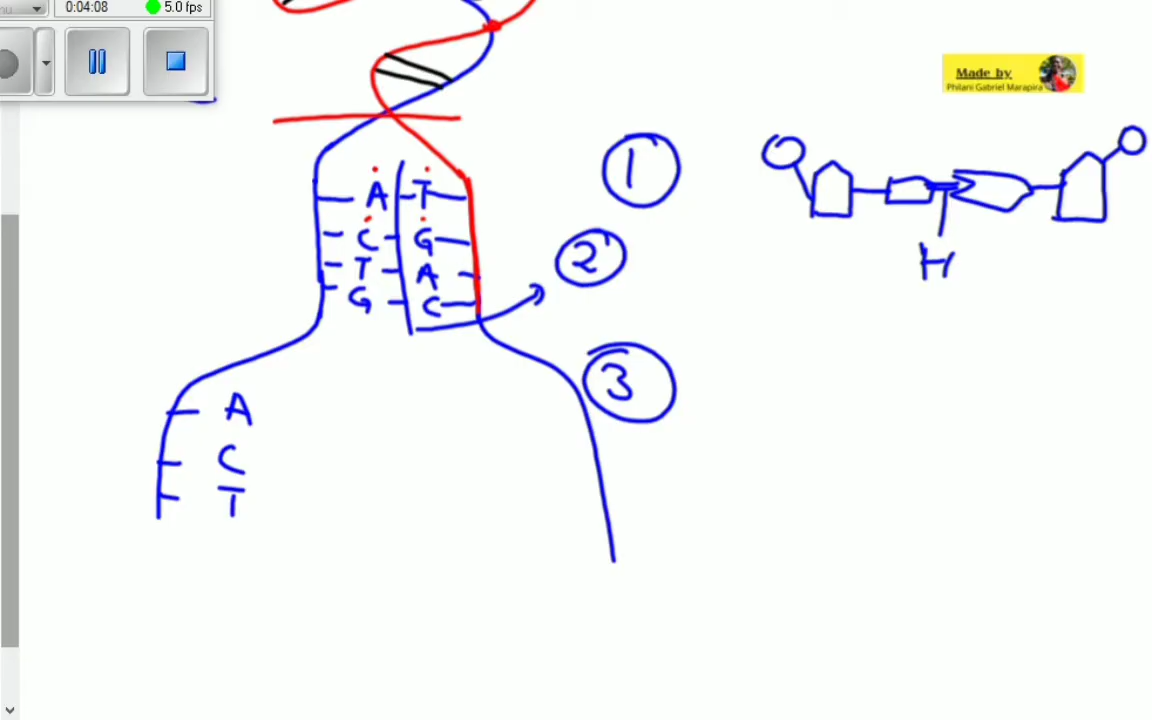 0:04:08 5.0 fps
Made by
Philani Gabriel Marapira
1
A T
C G
2
T A
G C
H
3
A
C
T